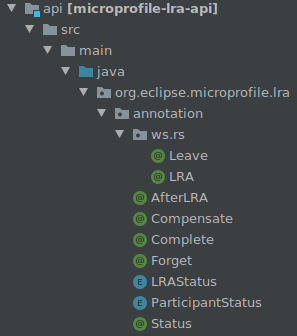 api [microprofile-lra-api]
src
main
java
org.eclipse.microprofile.lra
annotation
ws.rs
Leave
LRA
AfterLRA
Compensate
Complete
Forget
LRAStatus
ParticipantStatus
Status